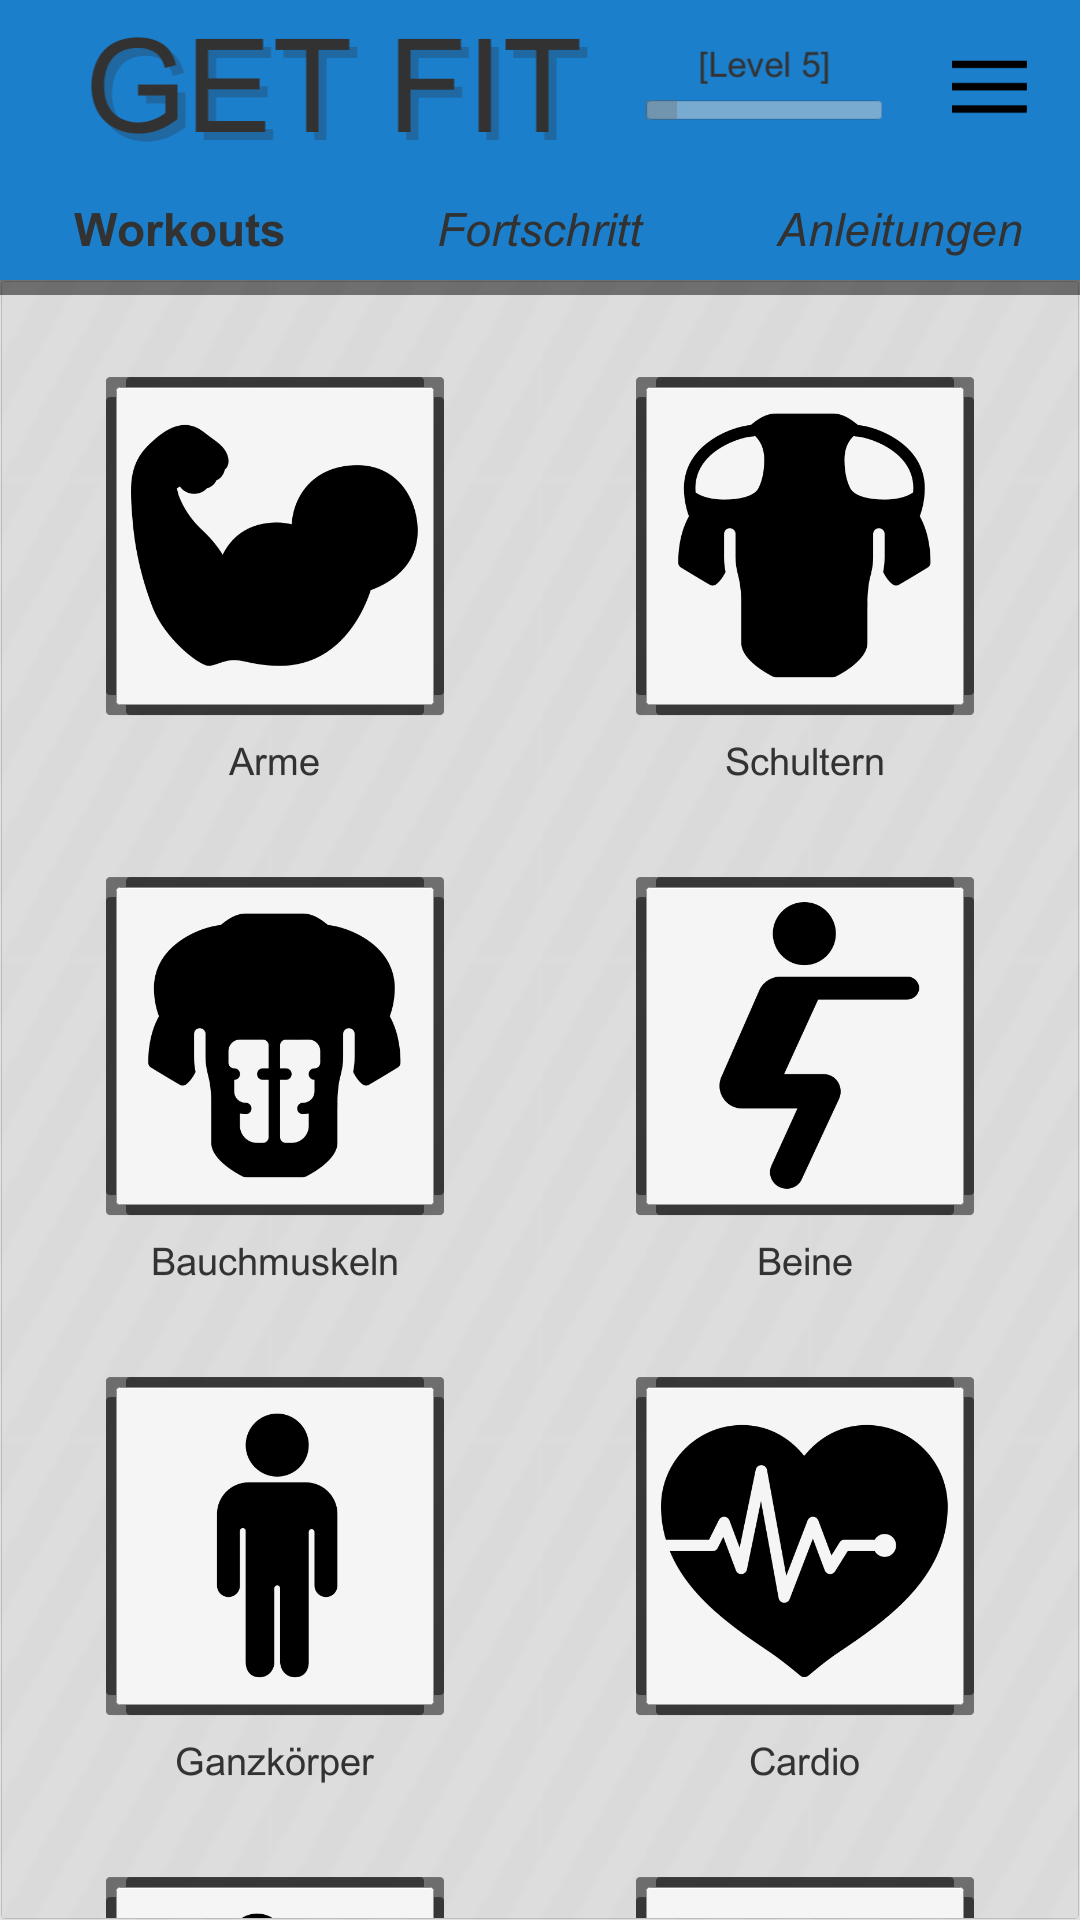 GET FIT
[Level 5]
Workouts Fortschritt Anleitungen
Arme Schultern
Bauchmuskeln Beine
Ganzkörper Cardio